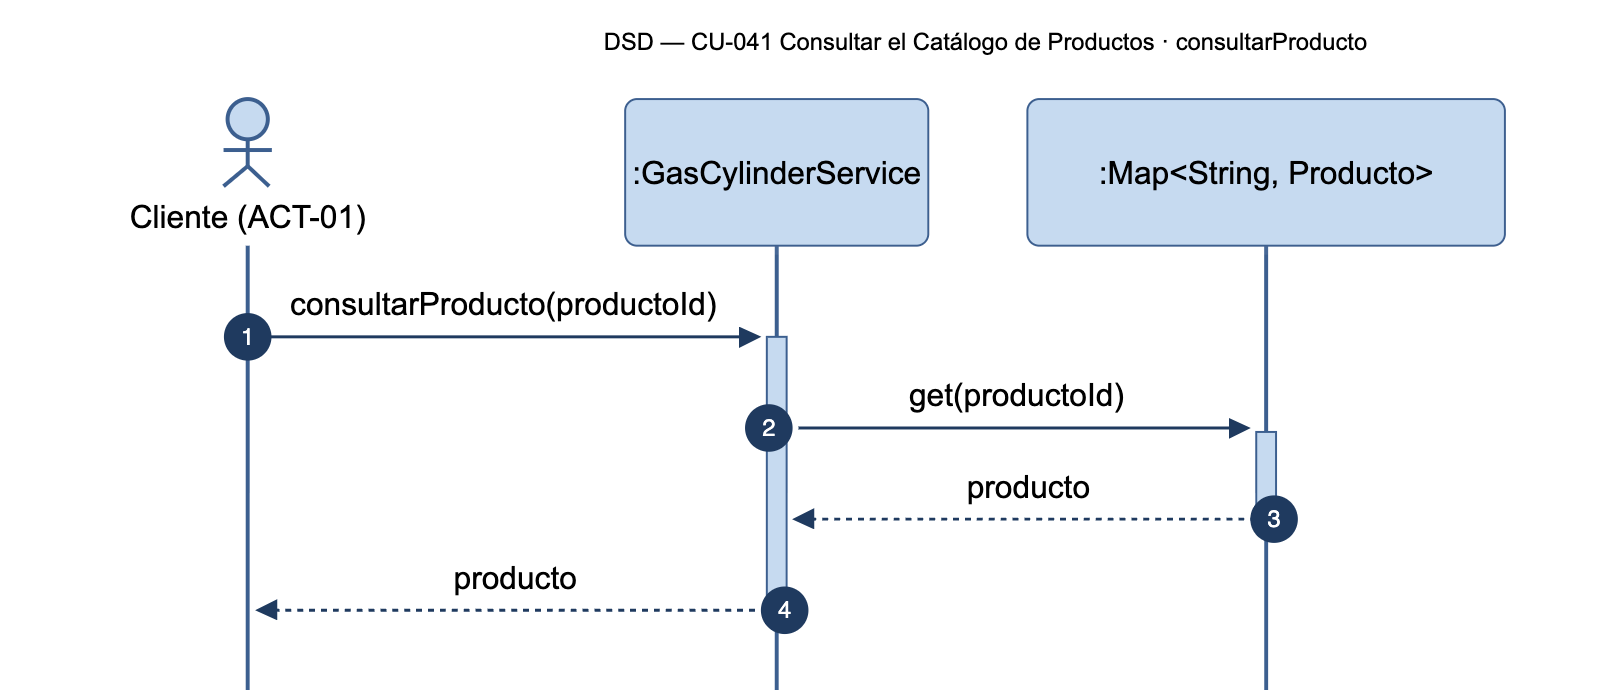 DSD — CU-041 Consultar el Catálogo de Productos · consultarProducto
:GasCylinderService
:Map<String, Producto>
Cliente (ACT-01)
consultarProducto(productoId)
1
get(productoId)
2
producto
3
producto
4